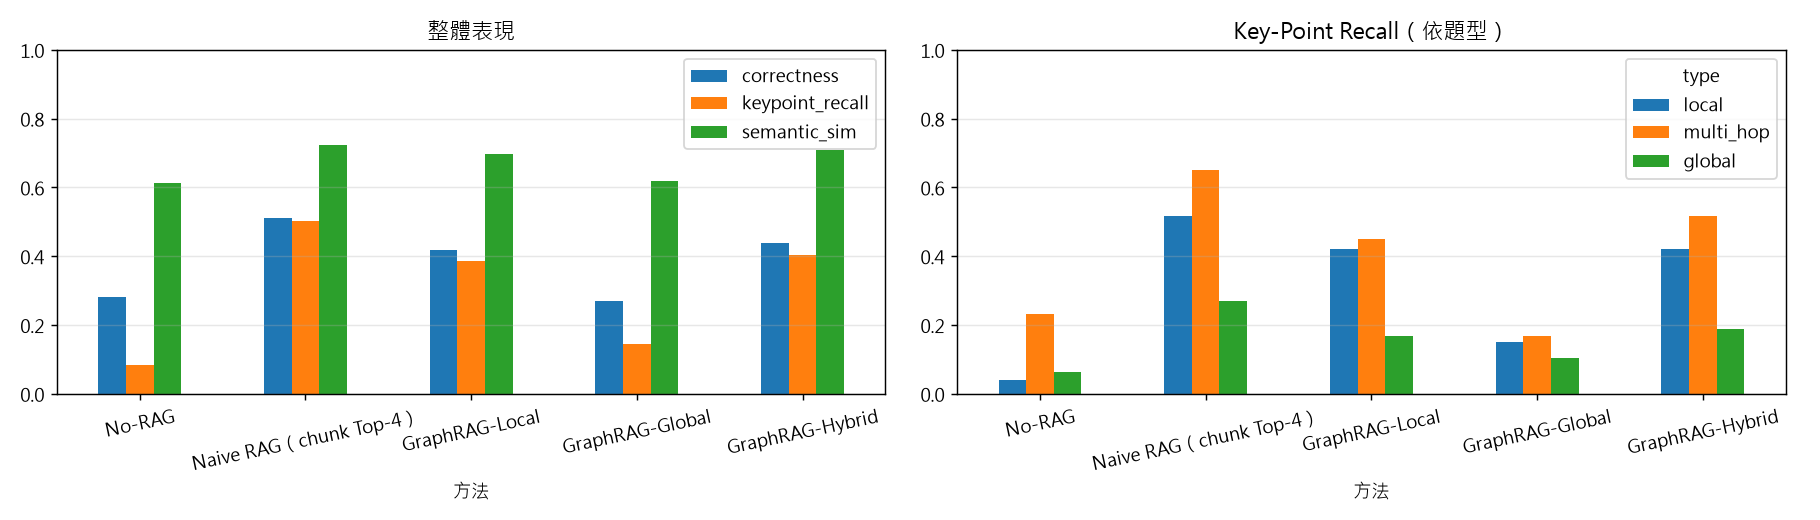 整體表現
1.0
0.8
0.6
0.4
0.2
0.0
correctness
keypoint_recall
semantic_sim
No-RAG
Naive RAG（chunk Top-4）
GraphRAG-Local
GraphRAG-Global
GraphRAG-Hybrid
方法
Key-Point Recall（依題型）
1.0
0.8
0.6
0.4
0.2
0.0
type
local
multi_hop
global
No-RAG
Naive RAG（chunk Top-4）
GraphRAG-Local
GraphRAG-Global
GraphRAG-Hybrid
方法